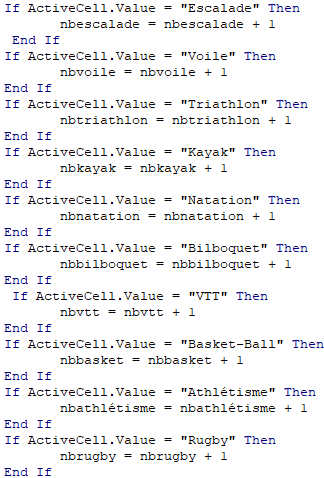 If ActiveCell.Value = "Escalade" Then
nbescalade = nbescalade + 1
End If
If ActiveCell.Value = "Voile" Then
nbvoile = nbvoile + 1
End If
If ActiveCell.Value = "Triathlon" Then
nbtriathlon = nbtriathlon + 1
End If
If ActiveCell.Value = "Kayak" Then
nbkayak = nbkayak + 1
End If
If ActiveCell.Value = "Natation" Then
nbnatation = nbnatation + 1
End If
If ActiveCell.Value = "Bilboquet" Then
nbbilboquet = nbbilboquet + 1
End If
If ActiveCell.Value = "VTT" Then
nbvtt = nbvtt + 1
End If
If ActiveCell.Value = "Basket-Ball" Then
nbbasket = nbbasket + 1
End If
If ActiveCell.Value = "Athlétisme" Then
nbathlétisme = nbathlétisme + 1
End If
If ActiveCell.Value = "Rugby" Then
nbrugby = nbrugby + 1
End If